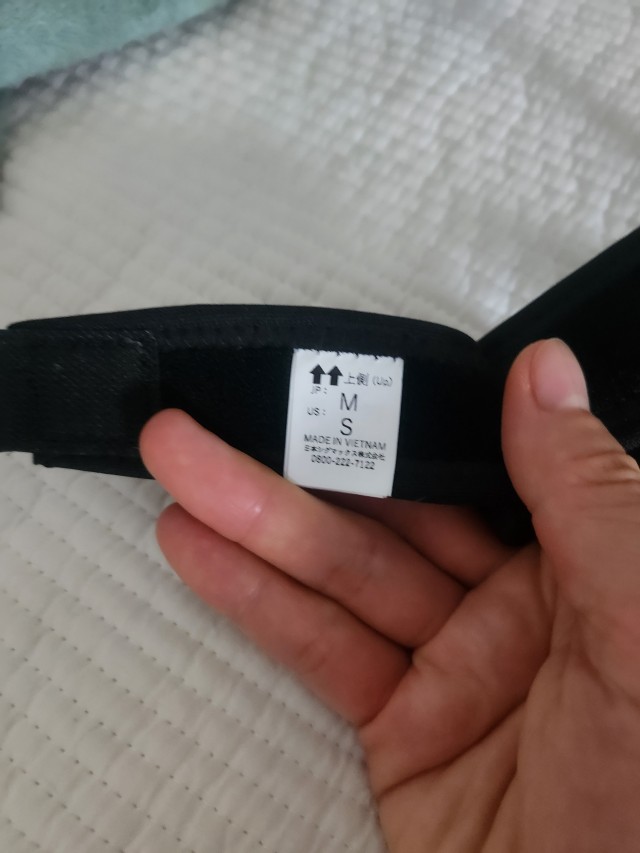 上側 (Up)
JP: M
US: S
MADE IN VIETNAM
日本シグマックス株式会社
0800-222-7122